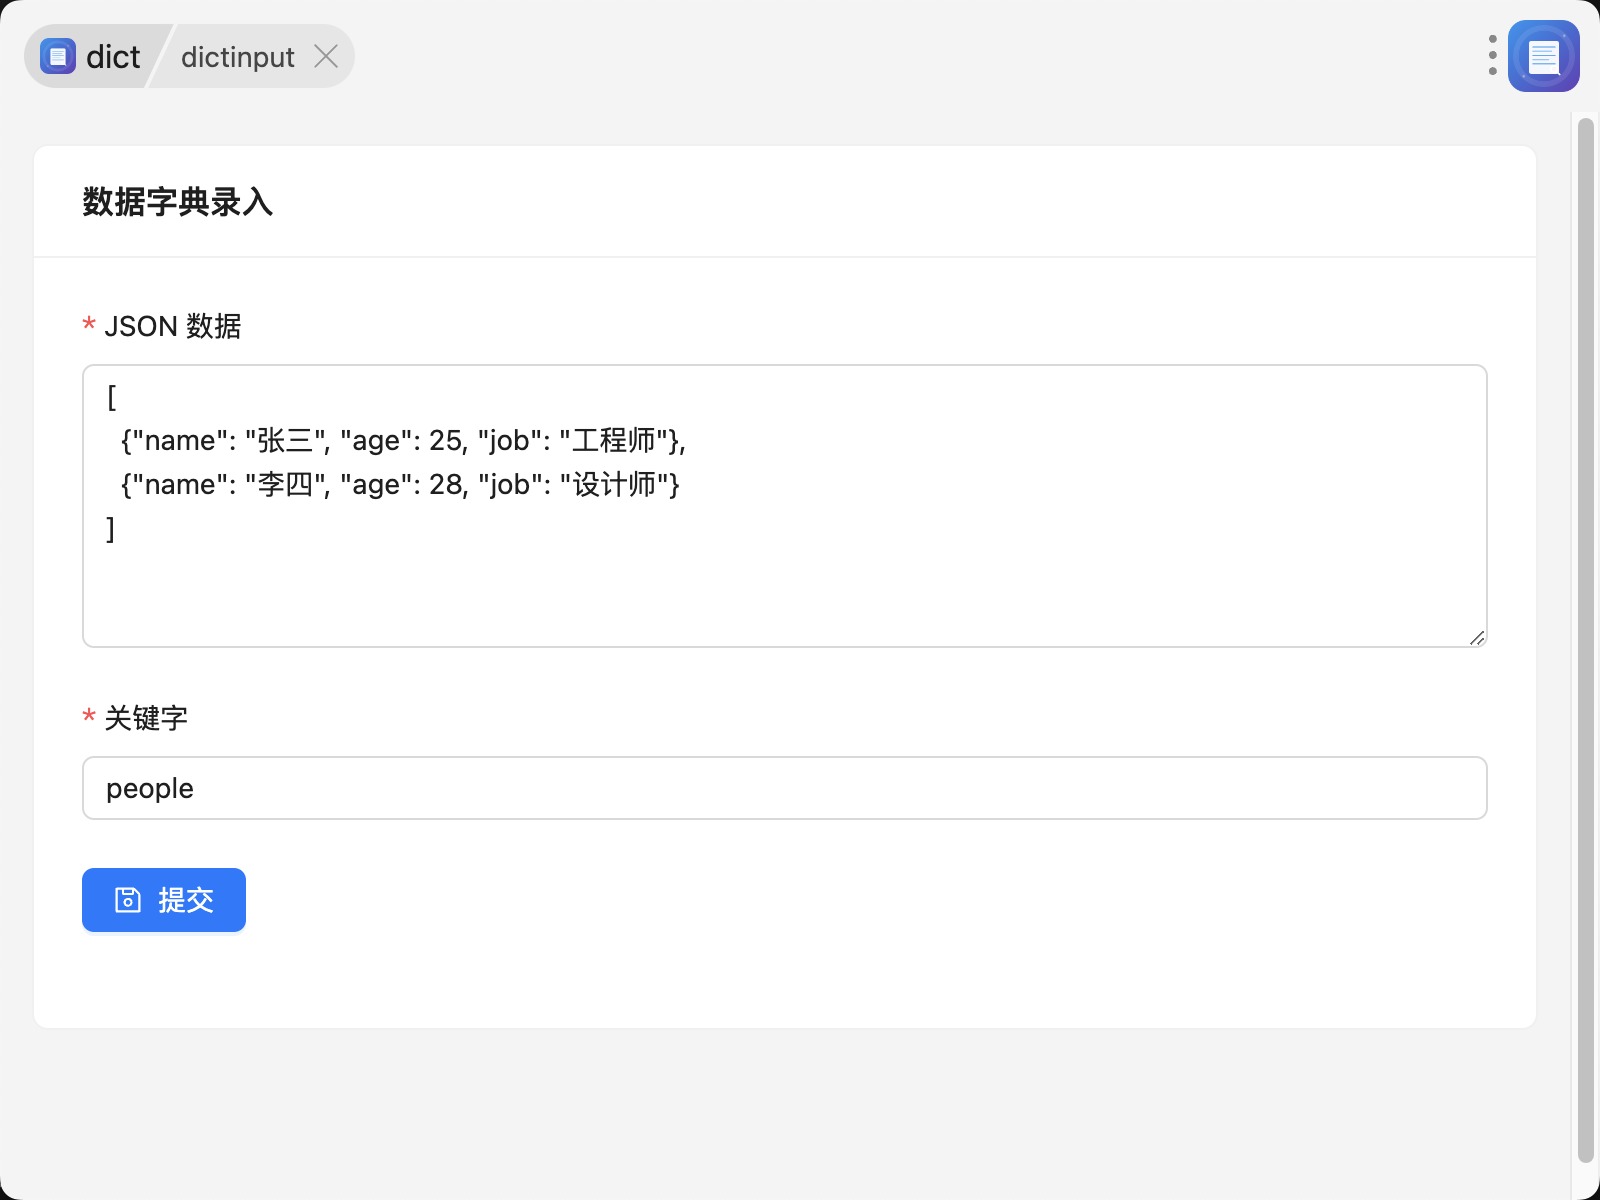 dict
dictinput
数据字典录入
* JSON 数据
[
  {"name": "张三", "age": 25, "job": "工程师"},
  {"name": "李四", "age": 28, "job": "设计师"}
]
* 关键字
people
提交